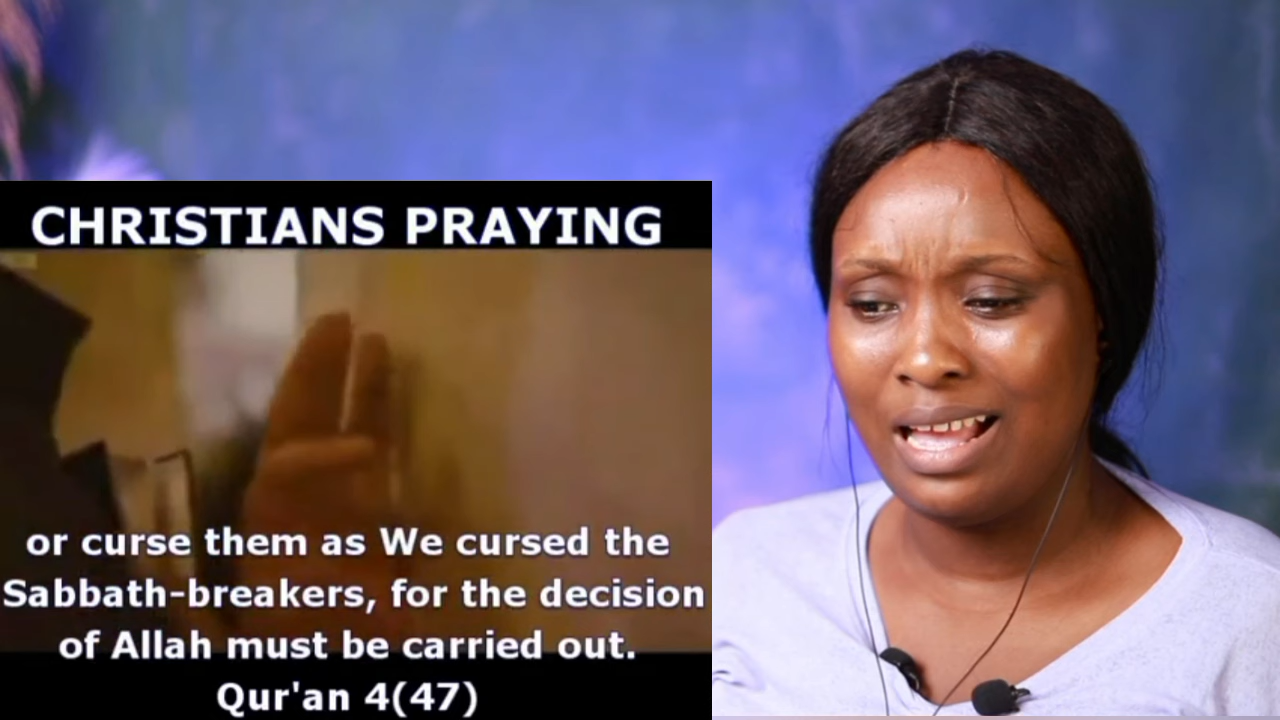 CHRISTIANS PRAYING
or curse them as We cursed the
Sabbath-breakers, for the decision
of Allah must be carried out.
Qur'an 4(47)